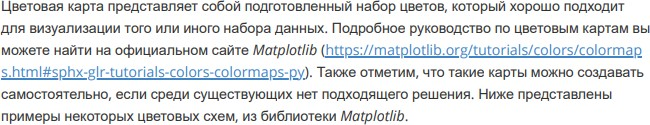 Цветовая карта представляет собой подготовленный набор цветов, который хорошо подходит
для визуализации того или иного набора данных. Подробное руководство по цветовым картам вы
можете найти на официальном сайте Matplotlib (https://matplotlib.org/tutorials/colors/colormap
s.html#sphx-glr-tutorials-colors-colormaps-py). Также отметим, что такие карты можно создавать
самостоятельно, если среди существующих нет подходящего решения. Ниже представлены
примеры некоторых цветовых схем, из библиотеки Matplotlib.